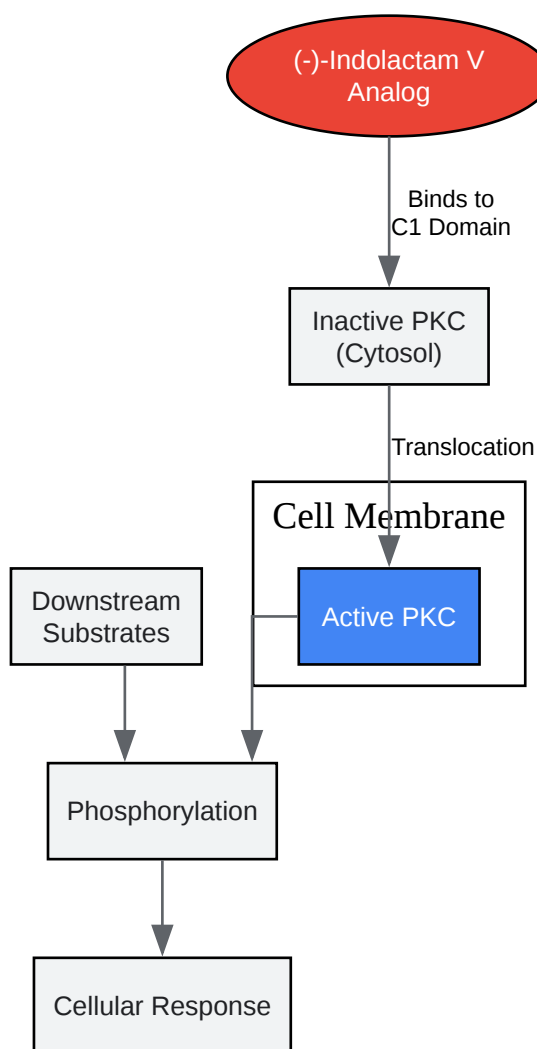 (-)-Indolactam V
Analog
Binds to
C1 Domain
Inactive PKC
(Cytosol)
Translocation
Cell Membrane
Downstream
Substrates
Active PKC
Phosphorylation
Cellular Response